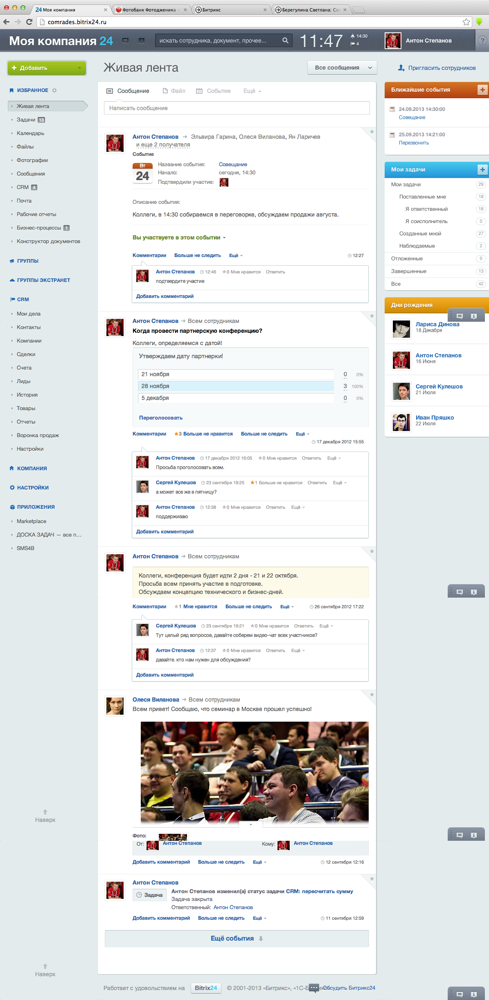 24 Моя компания
Фотобанк Фотодженика –
Битрикс
Берегулина Светлана: Соо
comrades.bitrix24.ru
Моя компания 24
искать сотрудника, документ, прочее...
11:47
14:30
4
Антон Степанов
?
Добавить
Живая лента
Все сообщения
Пригласить сотрудников
ИЗБРАННОЕ
Живая лента
Задачи 13
Календарь
Файлы
Фотографии
Сообщения
CRM 4
Почта
Рабочие отчеты
Бизнес-процессы 1
Конструктор документов
ГРУППЫ
ГРУППЫ ЭКСТРАНЕТ
CRM
Мои дела
Контакты
Компании
Сделки
Счета
Лиды
История
Товары
Отчеты
Воронка продаж
Настройки
КОМПАНИЯ
НАСТРОЙКИ
ПРИЛОЖЕНИЯ
Marketplace
ДОСКА ЗАДАЧ — все п...
SMS4B
Наверх
Наверх
Сообщение Файл Событие Ещё
Написать сообщение
Антон Степанов → Эльвира Гарина, Олеся Виланова, Ян Ларичев
и еще 2 получателя
Событие
Вт
24
Название события: Совещание
Начало: сегодня, 14:30
Подтвердили участие:
Описание события:
Коллеги, в 14:30 собираемся в переговорке, обсуждаем продажи августа.
Вы участвуете в этом событии
Комментарии Больше не следить Ещё 12:27
Антон Степанов 12:46 0 Мне нравится Ответить
подтвердите участие
Добавить комментарий
Антон Степанов → Всем сотрудникам
Когда провести партнерскую конференцию?
Коллеги, определяемся с датой!
Утверждаем дату партнерки!
21 ноября 0 0%
28 ноября 3 100%
5 декабря 0 0%
Переголосовать
Комментарии 3 Больше не нравится Больше не следить Ещё
17 декабря 2012 15:55
Антон Степанов 17 декабря 2012 16:05 0 Мне нравится Ответить Ещё
Просьба проголосовать всем.
Сергей Кулешов 23 сентября 19:25 1 Больше не нравится Ответить Ещё
а может все же в пятницу?
Антон Степанов 12:38 0 Мне нравится Ответить Ещё
поддерживаю
Добавить комментарий
Антон Степанов → Всем сотрудникам
Коллеги, конференция будет идти 2 дня - 21 и 22 октября.
Просьба всем принять участие в подготовке.
Обсуждаем концепцию технического и бизнес-дней.
Комментарии 1 Мне нравится Больше не следить Ещё 26 сентября 2012 17:22
Сергей Кулешов 23 сентября 19:21 0 Мне нравится Ответить Ещё
Тут целый ряд вопросов, давайте соберем видео-чат всех участников?
Антон Степанов 12:37 0 Мне нравится Ответить Ещё
давайте. кто нам нужен для обсуждения?
Добавить комментарий
Олеся Виланова → Всем сотрудникам
Всем привет! Сообщаю, что семинар в Москве прошел успешно!
Фото:
От: Антон Степанов Кому: Антон Степанов
Добавить комментарий Больше не следить Ещё 12 сентября 12:16
Антон Степанов
Задача
Антон Степанов изменил(а) статус задачи CRM: пересчитать сумму
Задача закрыта
Ответственный: Антон Степанов
Добавить комментарий Больше не следить Ещё 11 сентября 12:59
Ещё события
Ближайшие события
24.09.2013 14:30:00
Совещание
25.09.2013 14:21:00
Перезвонить
Мои задачи
Мои задачи 29
Поставленные мне 18
Я ответственный 18
Я соисполнитель 0
Созданные мной 27
Наблюдаемые 2
Отложенные 0
Завершенные 13
Все 42
Дни рождения
Лариса Динова
18 Декабря
Антон Степанов
16 Июня
Сергей Кулешов
21 Июля
Иван Пряшко
22 Июля
Работает с удовольствием на Bitrix24 © 2001-2013 «Битрикс», «1С-Б Обсудить Битрикс24